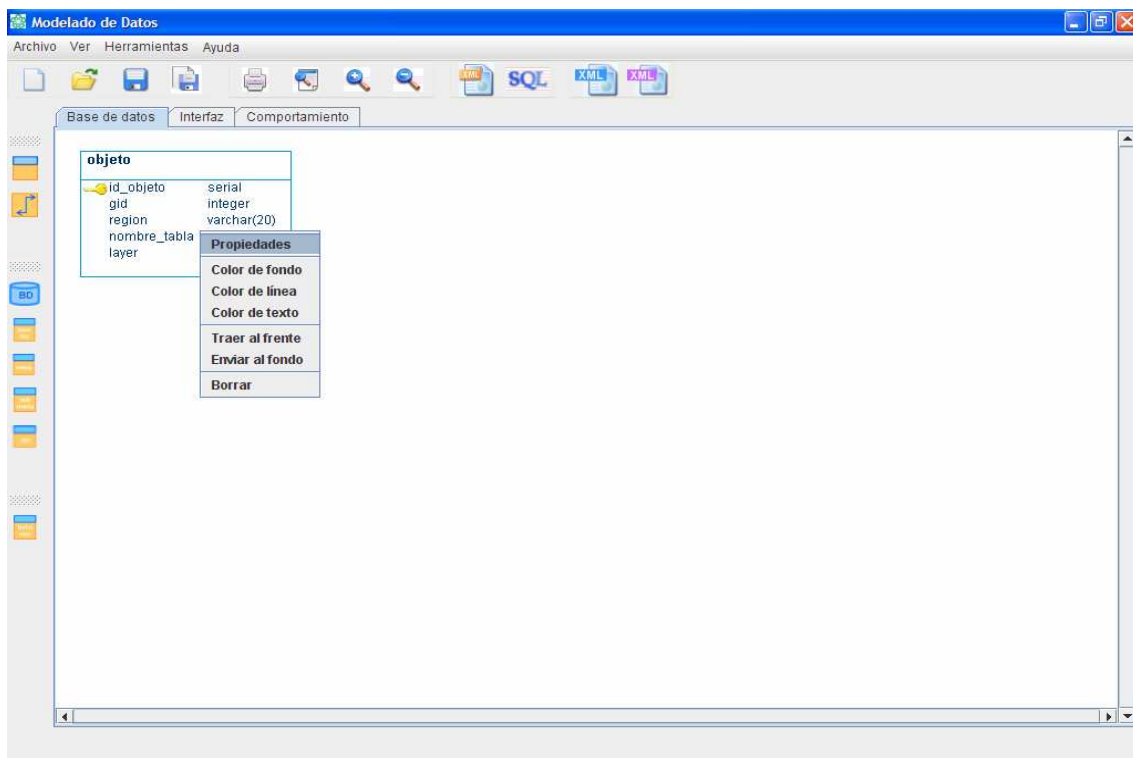 Modelado de Datos
Archivo Ver Herramientas Ayuda
XML SQL XML XML
Base de datos Interfaz Comportamiento
objeto
id_objeto serial
gid integer
region varchar(20)
nombre_tabla
layer
Propiedades
Color de fondo
Color de línea
Color de texto
Traer al frente
Enviar al fondo
Borrar
BD